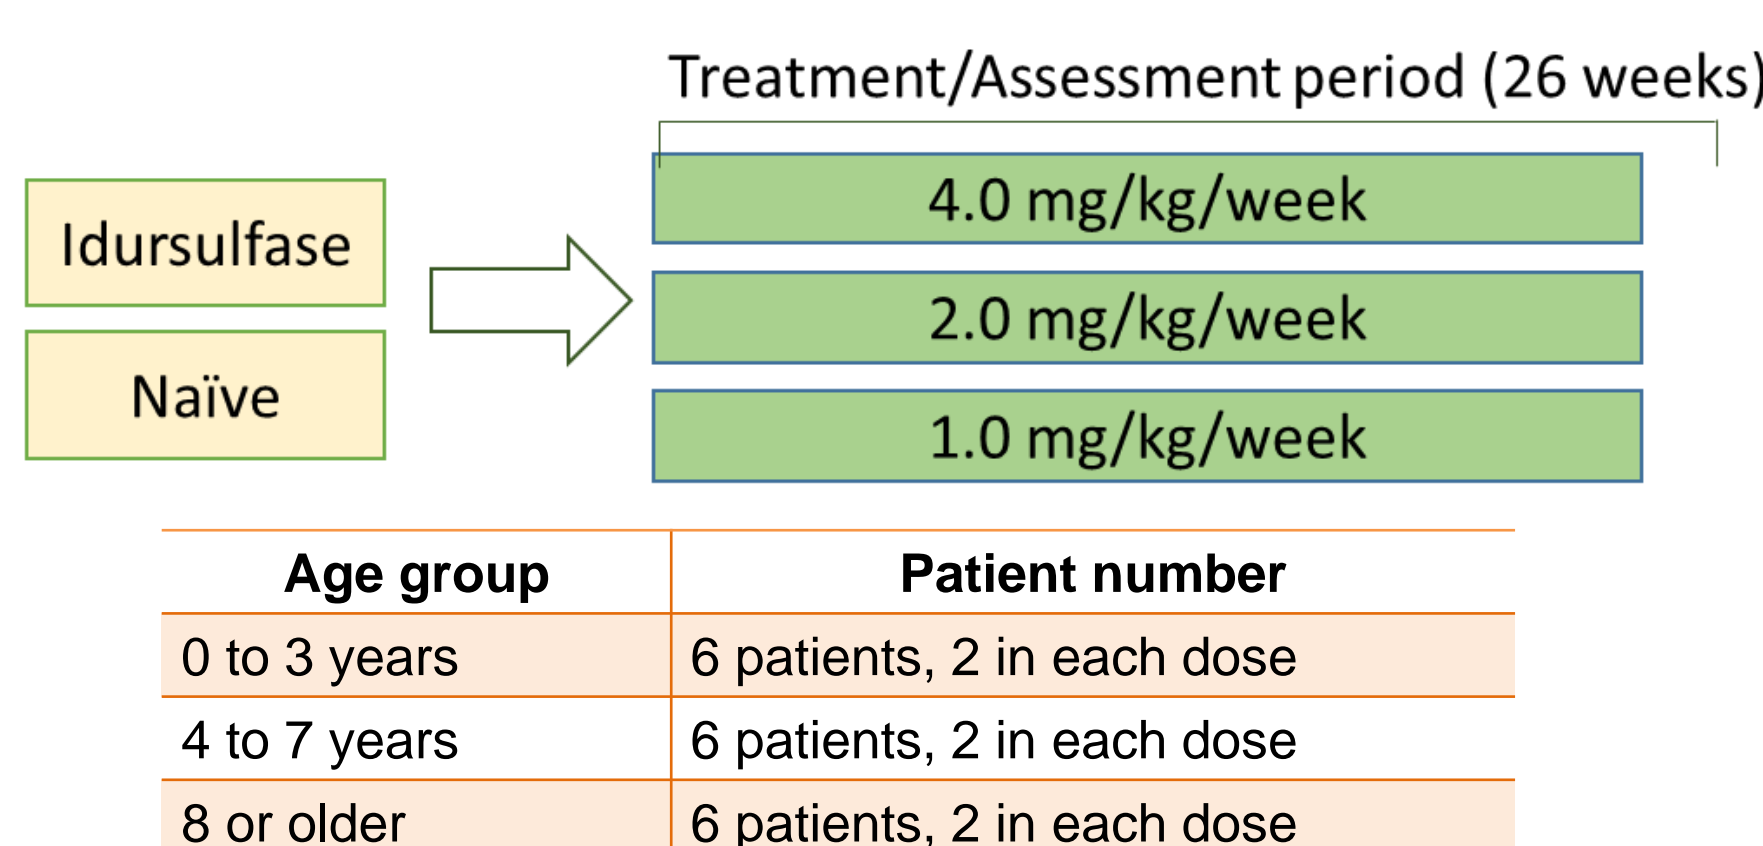 Treatment/Assessment period (26 weeks)
Idursulfase
Naïve
4.0 mg/kg/week
2.0 mg/kg/week
1.0 mg/kg/week
Age group Patient number
0 to 3 years 6 patients, 2 in each dose
4 to 7 years 6 patients, 2 in each dose
8 or older 6 patients, 2 in each dose